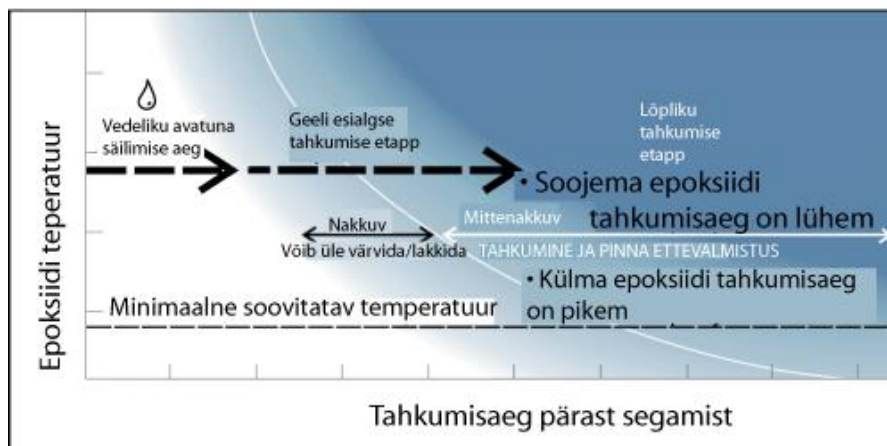 Epoksiidi teperatuur
Vedeliku avatuna
säilimise aeg
Geeli esialgse
tahkumise etapp
Lõpliku
tahkumise
etapp
• Soojema epoksiidi
tahkumisaeg on lühem
Nakkuv
Võib üle värvida/lakkida
Mittenakkuv
TAHKUMINE JA PINNA ETTEVALMISTUS
• Külma epoksiidi tahkumisaeg
on pikem
Minimaalne soovitatav temperatuur
Tahkumisaeg pärast segamist